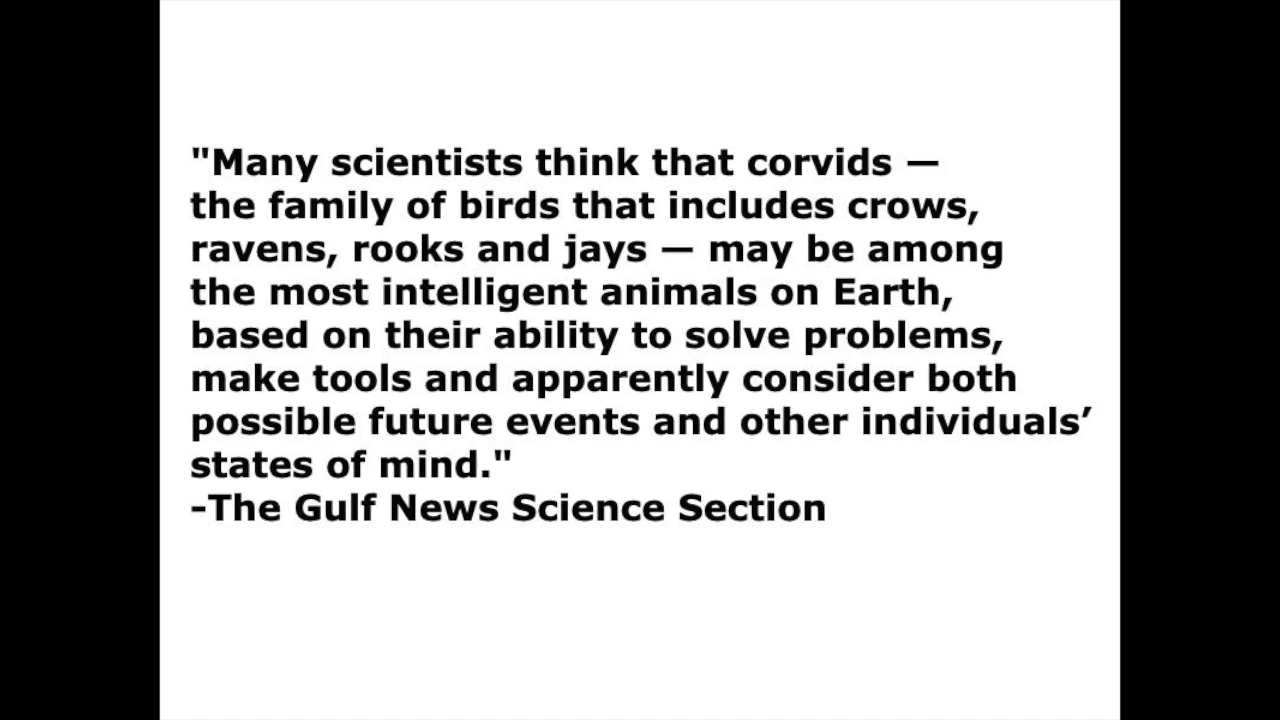 "Many scientists think that corvids —
the family of birds that includes crows,
ravens, rooks and jays — may be among
the most intelligent animals on Earth,
based on their ability to solve problems,
make tools and apparently consider both
possible future events and other individuals’
states of mind."
-The Gulf News Science Section